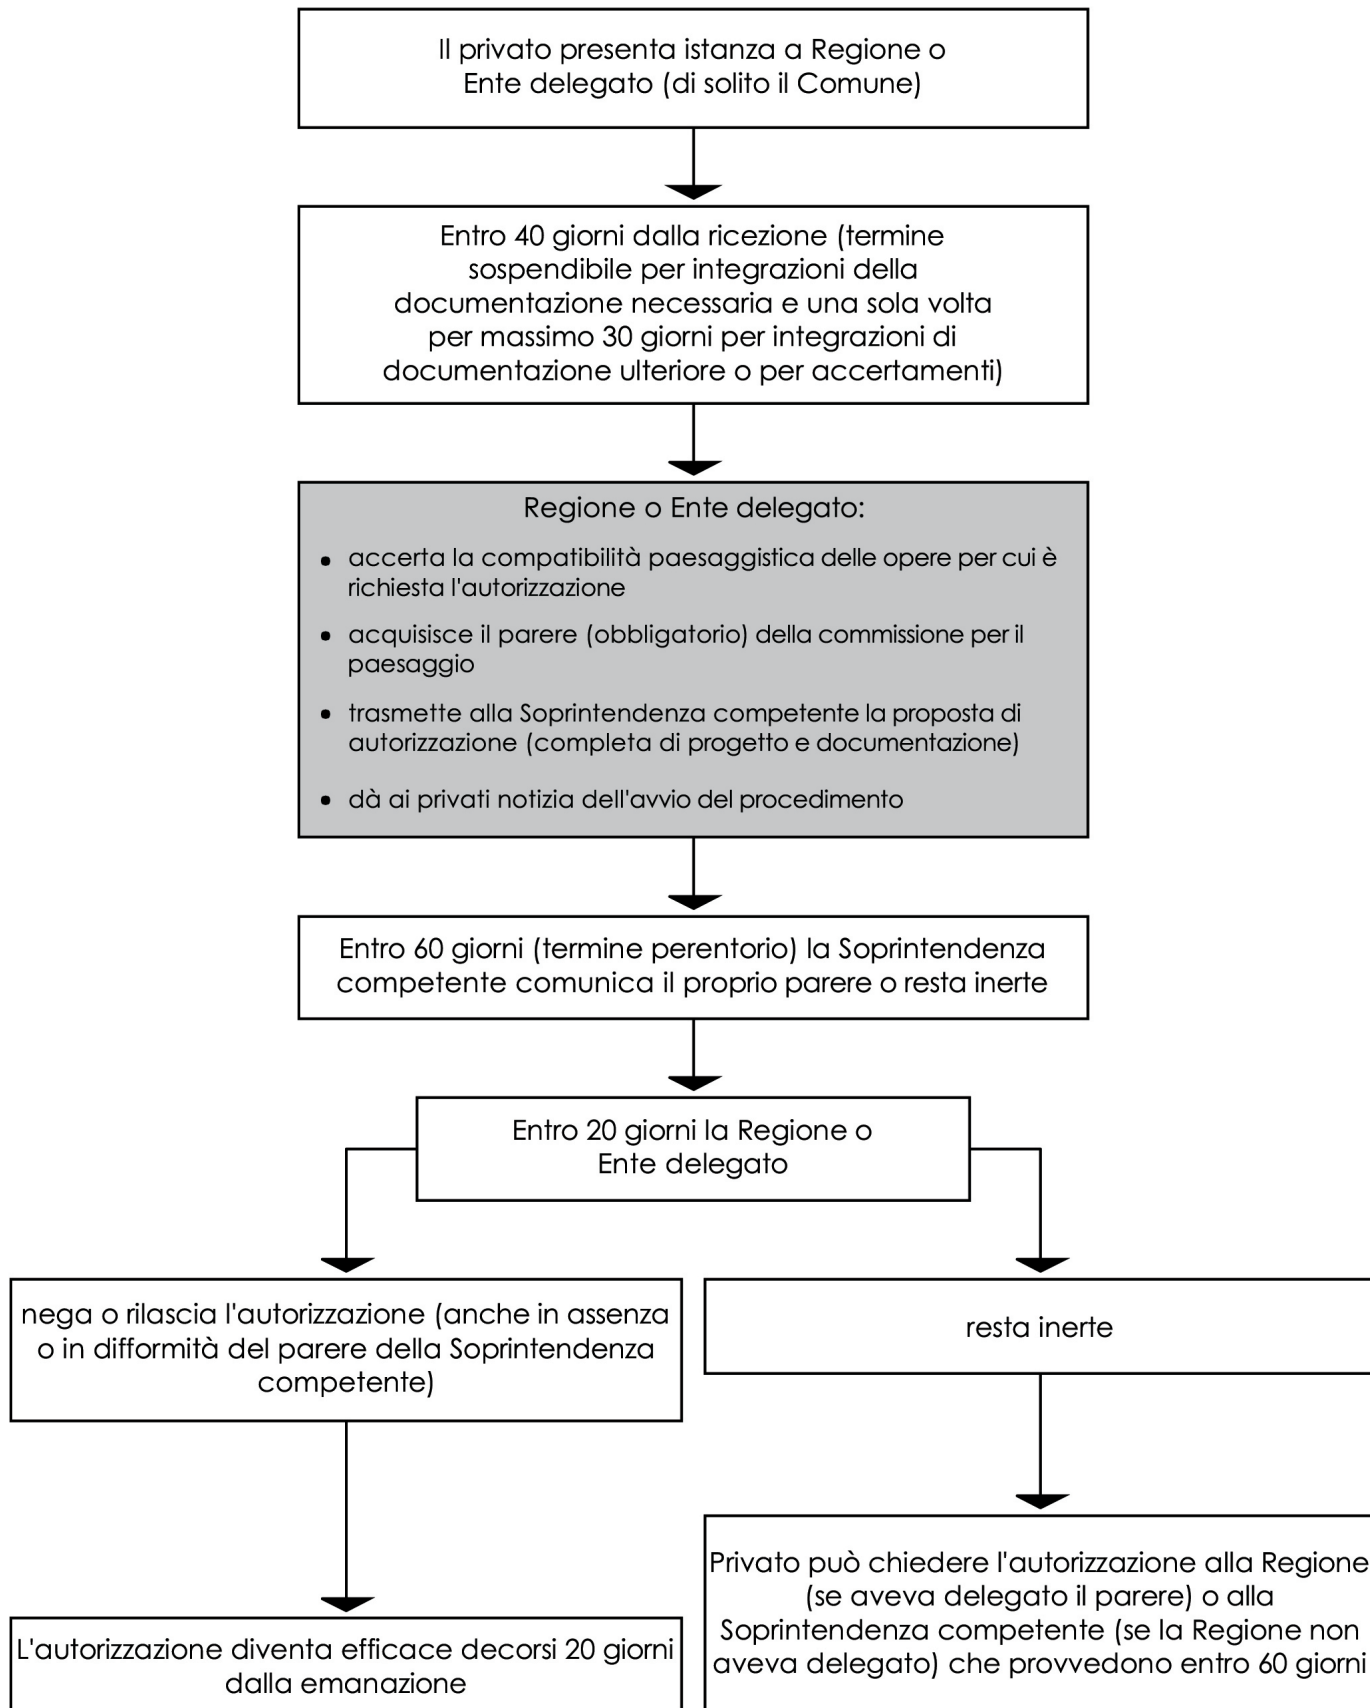 Il privato presenta istanza a Regione o
Ente delegato (di solito il Comune)
Entro 40 giorni dalla ricezione (termine
sospendibile per integrazioni della
documentazione necessaria e una sola volta
per massimo 30 giorni per integrazioni di
documentazione ulteriore o per accertamenti)
Regione o Ente delegato:
• accerta la compatibilità paesaggistica delle opere per cui è
richiesta l'autorizzazione
• acquisisce il parere (obbligatorio) della commissione per il
paesaggio
• trasmette alla Soprintendenza competente la proposta di
autorizzazione (completa di progetto e documentazione)
• dà ai privati notizia dell'avvio del procedimento
Entro 60 giorni (termine perentorio) la Soprintendenza
competente comunica il proprio parere o resta inerte
Entro 20 giorni la Regione o
Ente delegato
nega o rilascia l'autorizzazione (anche in assenza
o in difformità del parere della Soprintendenza
competente)
resta inerte
L'autorizzazione diventa efficace decorsi 20 giorni
dalla emanazione
Privato può chiedere l'autorizzazione alla Regione
(se aveva delegato il parere) o alla
Soprintendenza competente (se la Regione non
aveva delegato) che provvedono entro 60 giorni